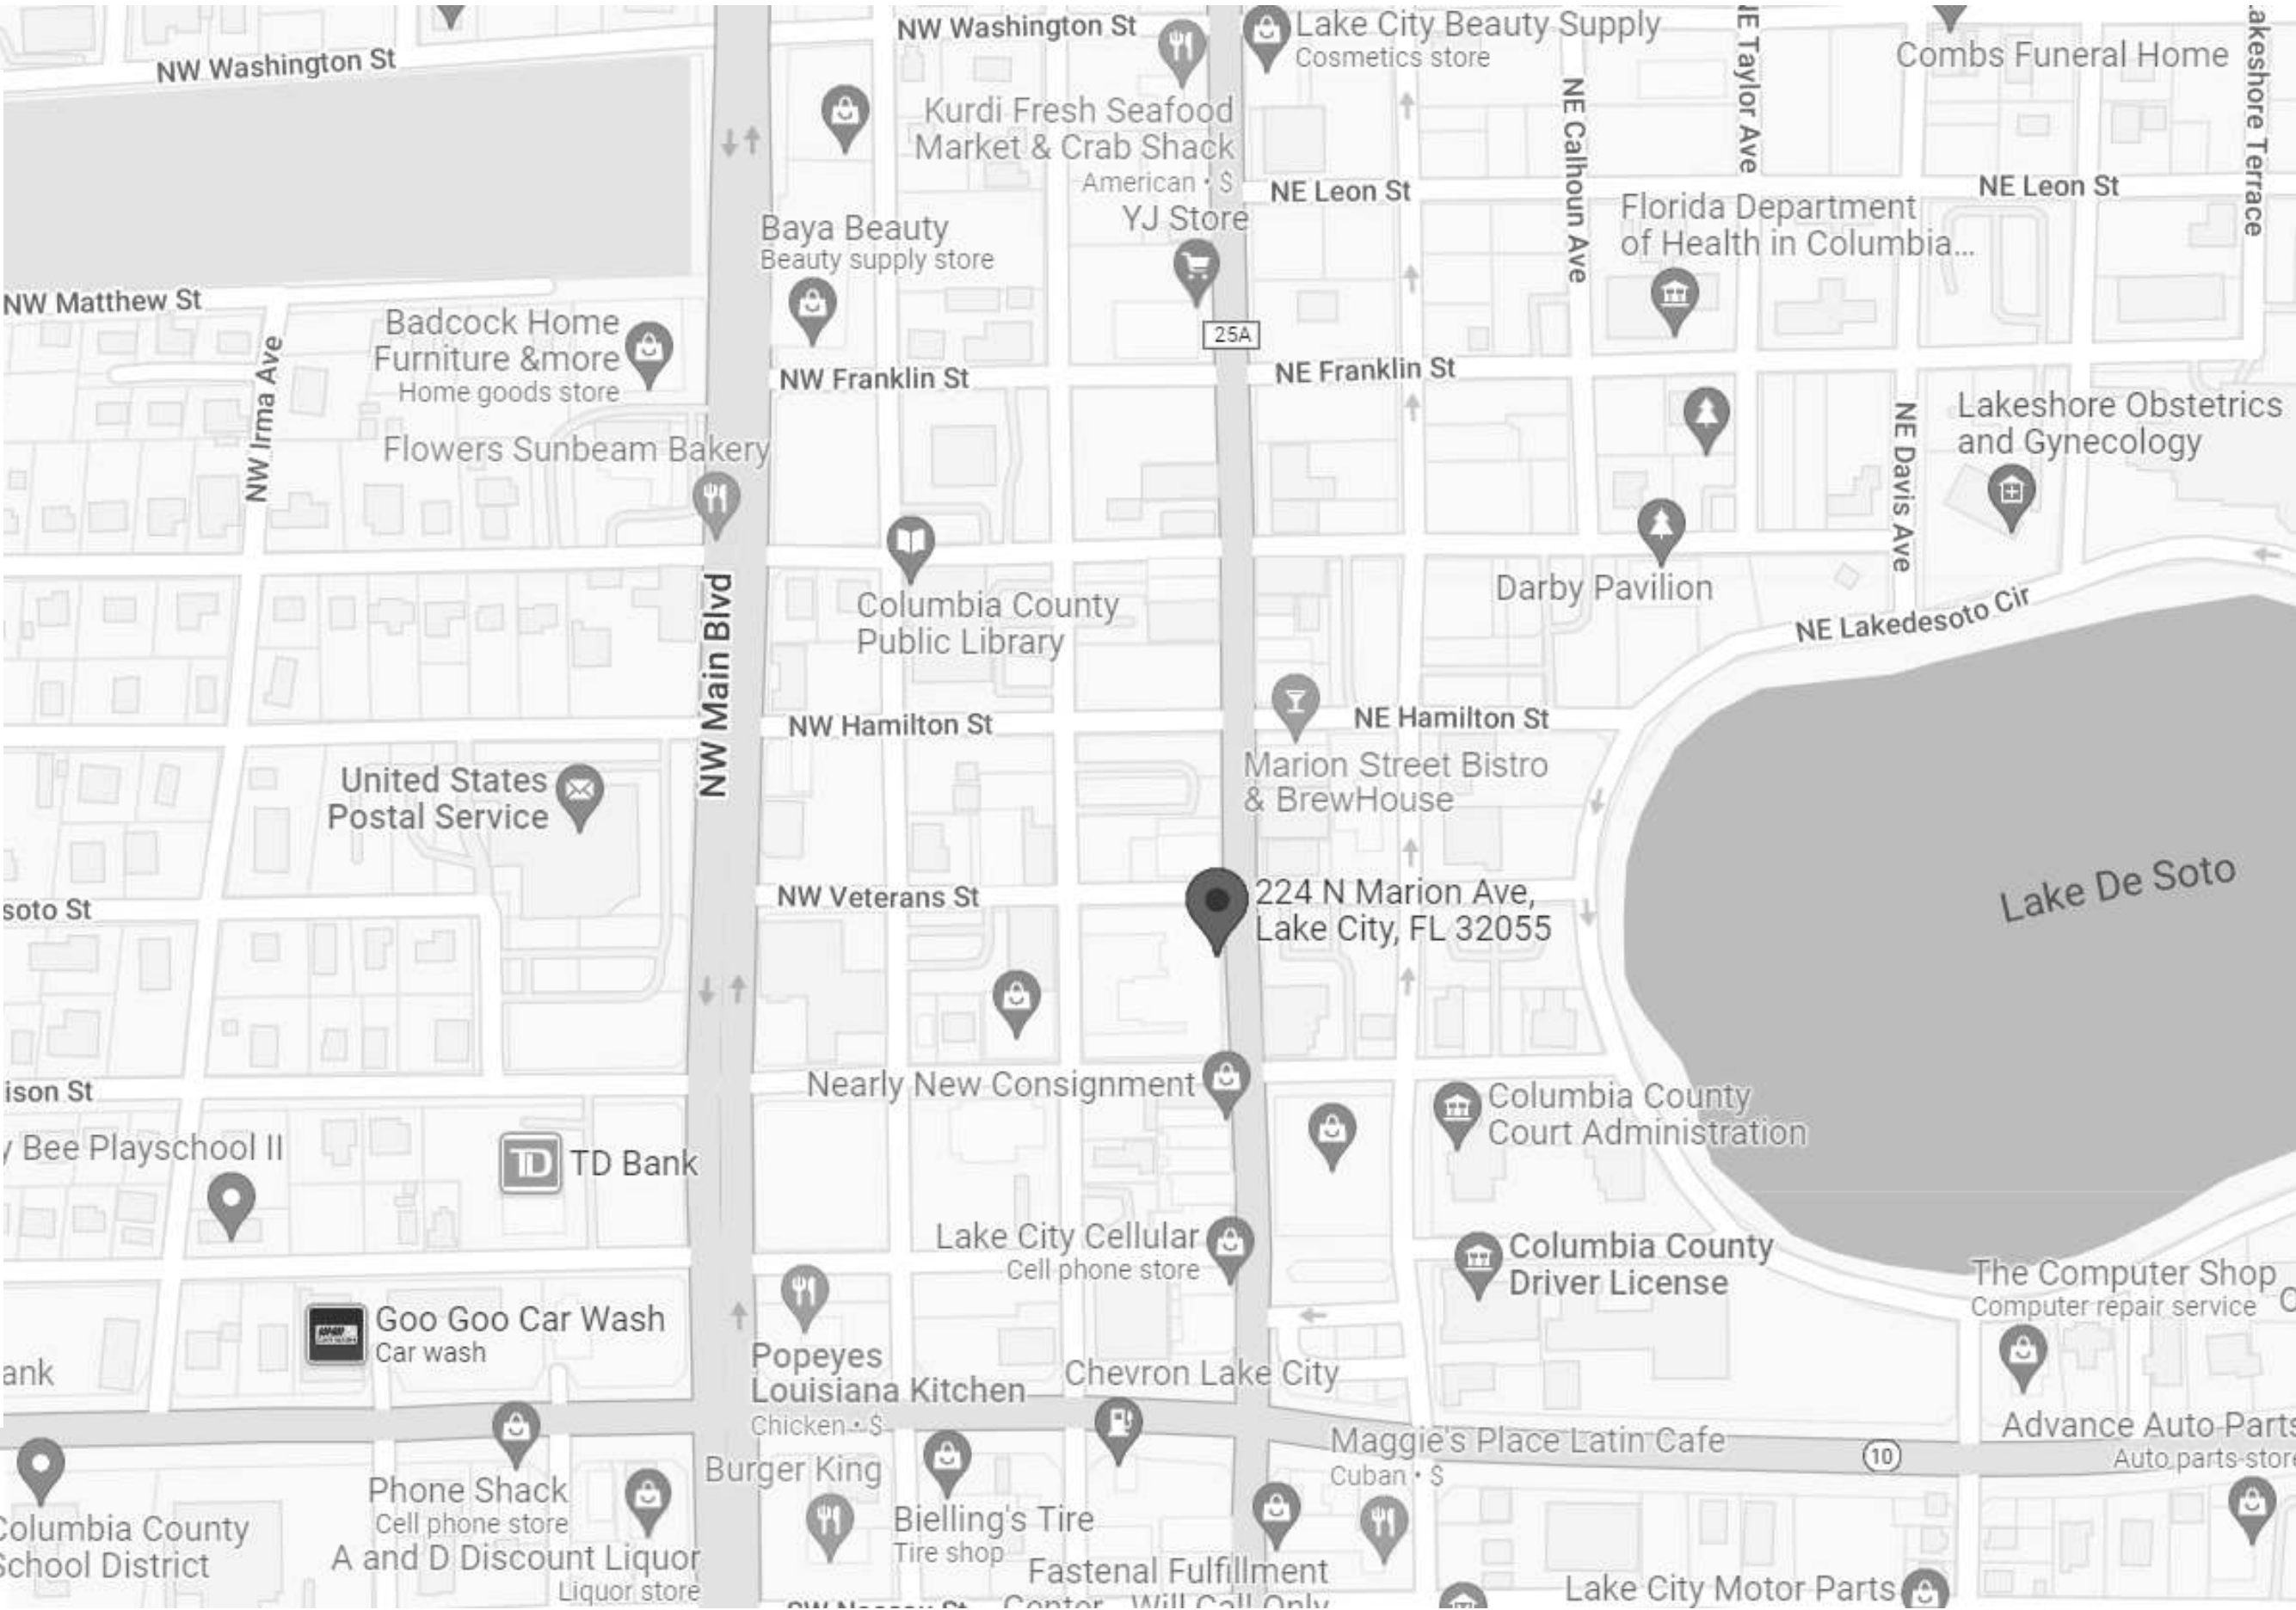 NW Washington St
NW Washington St
Lake City Beauty Supply
Cosmetics store
NE Taylor Ave
Combs Funeral Home
Lakeshore Terrace
Kurdi Fresh Seafood
Market & Crab Shack
American • $
NE Calhoun Ave
NE Leon St
NE Leon St
YJ Store
Florida Department
of Health in Columbia...
Baya Beauty
Beauty supply store
NW Matthew St
Badcock Home
Furniture &more
Home goods store
25A
NW Irma Ave
NW Franklin St
NE Franklin St
Flowers Sunbeam Bakery
NE Davis Ave
Lakeshore Obstetrics
and Gynecology
Columbia County
Public Library
Darby Pavilion
NE Lakedesoto Cir
NW Main Blvd
NW Hamilton St
NE Hamilton St
United States
Postal Service
Marion Street Bistro
& BrewHouse
soto St
NW Veterans St
224 N Marion Ave,
Lake City, FL 32055
Lake De Soto
ison St
Nearly New Consignment
Columbia County
Court Administration
y Bee Playschool II
TD
TD Bank
Lake City Cellular
Cell phone store
Columbia County
Driver License
The Computer Shop
Computer repair service
Goo Goo Car Wash
Car wash
ank
Popeyes
Louisiana Kitchen
Chicken • $
Chevron Lake City
Maggie's Place Latin Cafe
Cuban • $
10
Advance Auto Parts
Auto parts store
Phone Shack
Cell phone store
Burger King
Columbia County
School District
A and D Discount Liquor
Liquor store
Bielling's Tire
Tire shop
Fastenal Fulfillment
Center - Will Call Only
Lake City Motor Parts
SW Nassau St